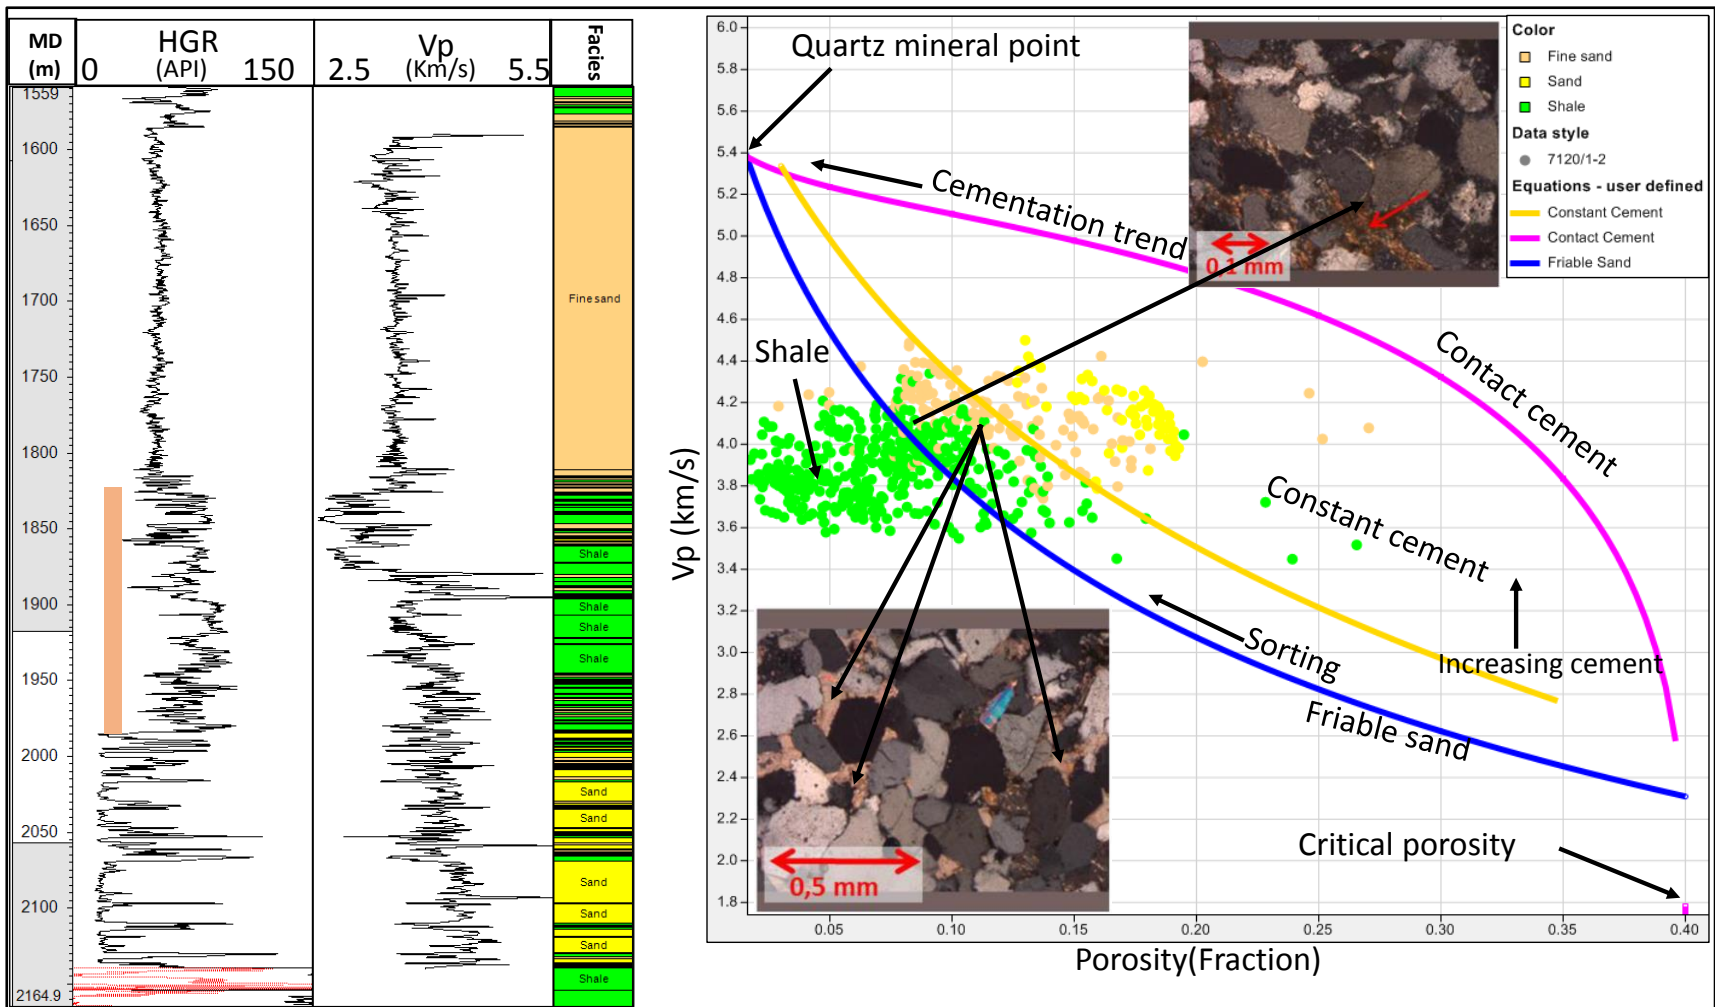 MD
(m)
HGR
(API)
0
150
Vp
(Km/s)
2.5
5.5
Facies
1559
1600
1650
1700
1750
1800
1850
1900
1950
2000
2050
2100
2164.9
Fine sand
Shale
Shale
Shale
Shale
Sand
Sand
Sand
Sand
Sand
Shale
Vp (km/s)
6.0
5.8
5.6
5.4
5.2
5.0
4.8
4.6
4.4
4.2
4.0
3.8
3.6
3.4
3.2
3.0
2.8
2.6
2.4
2.2
2.0
1.8
Quartz mineral point
Cementation trend
0,1 mm
Color
Fine sand
Sand
Shale
Data style
7120/1-2
Equations - user defined
Constant Cement
Contact Cement
Friable Sand
Shale
Contact cement
Constant cement
Increasing cement
Sorting
Friable sand
0,5 mm
Critical porosity
0.05
0.10
0.15
0.20
0.25
0.30
0.35
0.40
Porosity(Fraction)